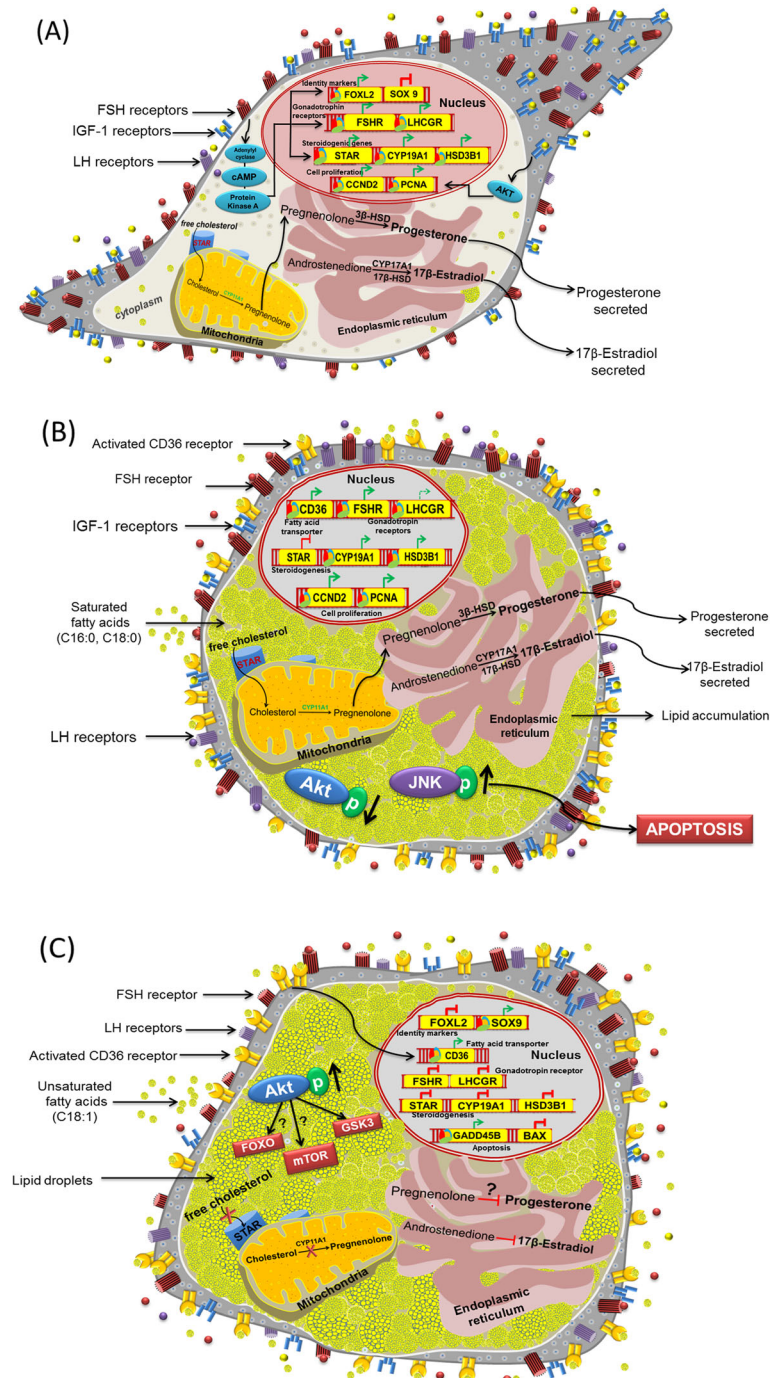 (A)
FSH receptors
IGF-1 receptors
LH receptors
Identity markers
FOXL2
SOX 9
Nucleus
Gonadotrophin
receptors
FSHR
LHCGR
Steroidogenic genes
STAR
CYP19A1
HSD3B1
Cell proliferation
CCND2
PCNA
Adenylyl
cyclase
cAMP
Protein
Kinase A
AKT
free cholesterol
STAR
Cholesterol
CYP11A1
Pregnenolone
Mitochondria
cytoplasm
Pregnenolone
3β-HSD
Progesterone
Androstenedione
CYP17A1
17β-HSD
17β-Estradiol
Endoplasmic reticulum
Progesterone
secreted
17β-Estradiol
secreted
(B)
Activated CD36 receptor
FSH receptor
IGF-1 receptors
Saturated
fatty acids
(C16:0, C18:0)
LH receptors
Nucleus
CD36
FSHR
LHCGR
Fatty acid
transporter
Gonadotropin
receptors
STAR
CYP19A1
HSD3B1
Steroidogenesis
CCND2
PCNA
Cell proliferation
free cholesterol
STAR
Cholesterol
CYP11A1
Pregnenolone
Mitochondria
Pregnenolone
3β-HSD
Progesterone
Androstenedione
CYP17A1
17β-HSD
17β-Estradiol
Endoplasmic
reticulum
Progesterone
secreted
17β-Estradiol
secreted
Lipid accumulation
Akt
p
JNK
p
APOPTOSIS
(C)
FSH receptor
LH receptors
Activated CD36 receptor
Unsaturated
fatty acids
(C18:1)
Lipid droplets
FOXL2
SOX9
Identity markers
Fatty acid transporter
CD36
Nucleus
Gonadotropin receptor
FSHR
LHCGR
STAR
CYP19A1
HSD3B1
Steroidogenesis
GADD45B
BAX
Apoptosis
Akt
p
?
?
FOXO
mTOR
GSK3
free cholesterol
STAR
Cholesterol
CYP11A1
Pregnenolone
Mitochondria
Pregnenolone
?
Progesterone
Androstenedione
17β-Estradiol
Endoplasmic
reticulum